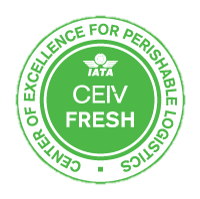 CENTER OF EXCELLENCE FOR PERISHABLE LOGISTICS
IATA
CEIV
FRESH